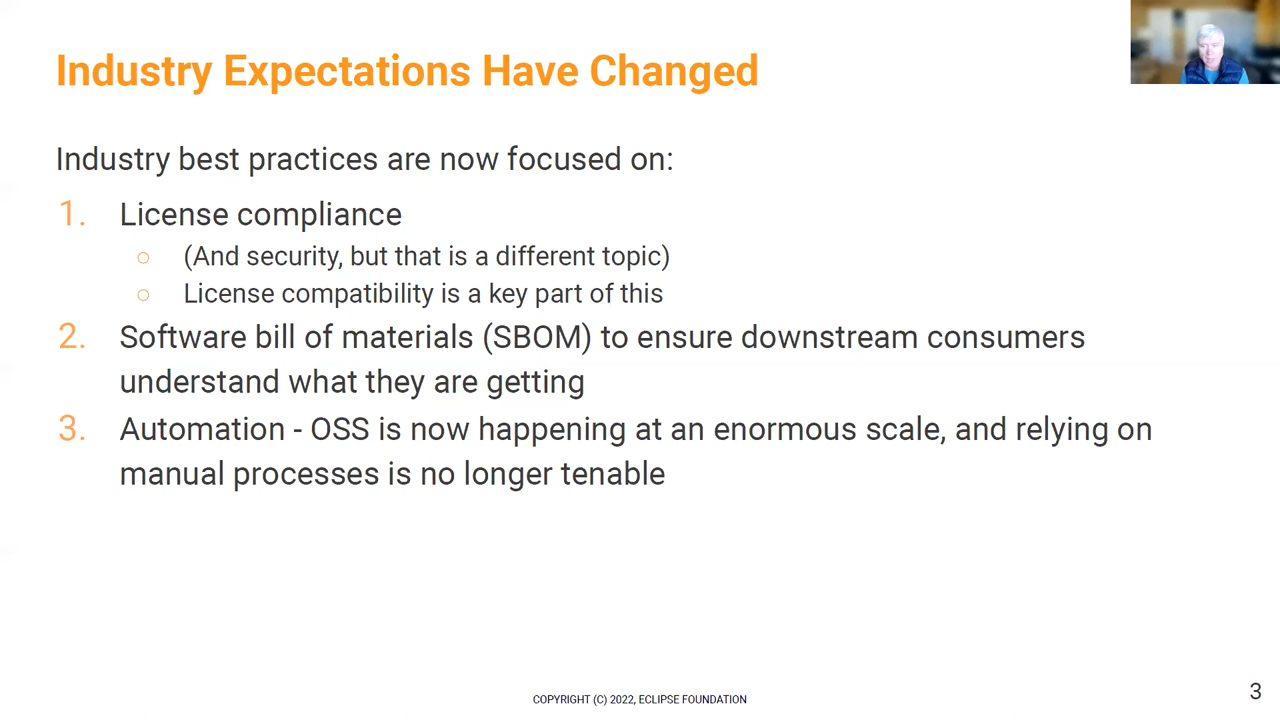 Industry Expectations Have Changed
Industry best practices are now focused on:
1. License compliance
○ (And security, but that is a different topic)
○ License compatibility is a key part of this
2. Software bill of materials (SBOM) to ensure downstream consumers
understand what they are getting
3. Automation - OSS is now happening at an enormous scale, and relying on
manual processes is no longer tenable
COPYRIGHT (C) 2022, ECLIPSE FOUNDATION
3